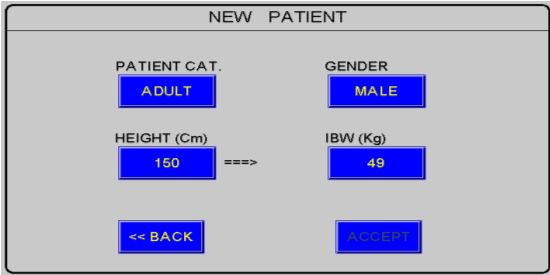 NEW PATIENT
PATIENT CAT. GENDER
ADULT MALE
HEIGHT (Cm) IBW (Kg)
150 ===> 49
<< BACK ACCEPT